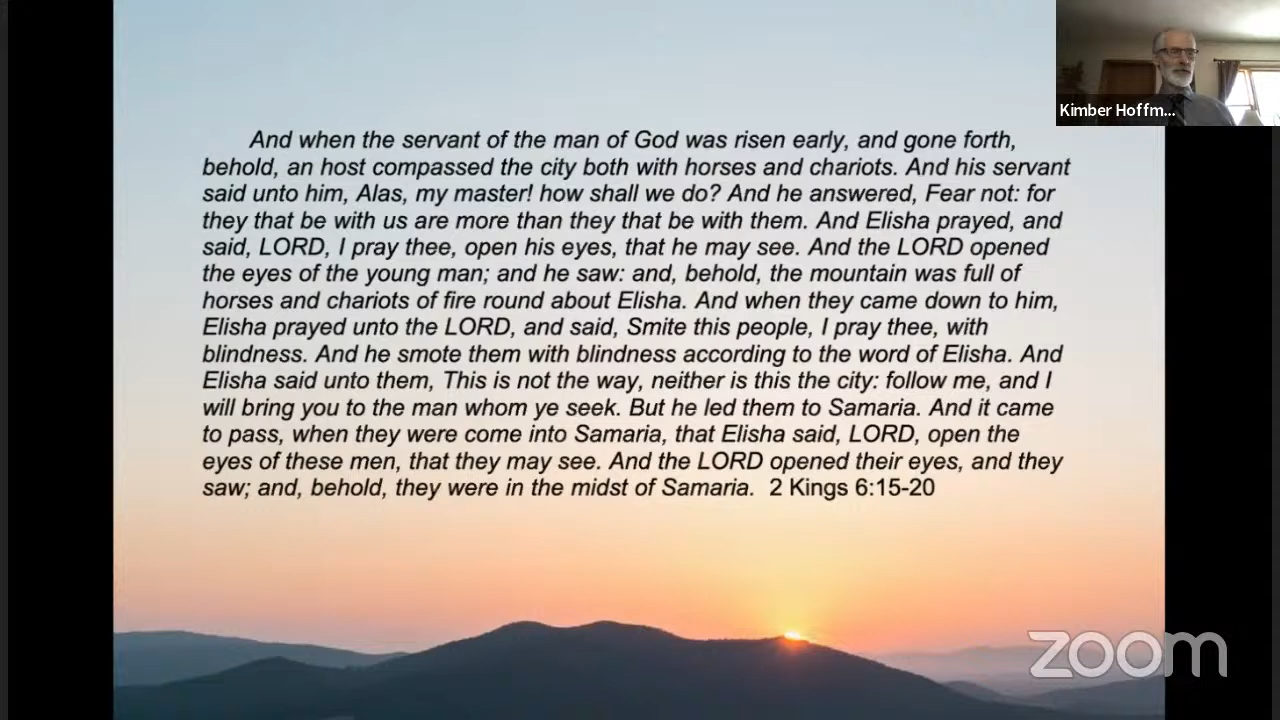 Kimber Hoffm...
And when the servant of the man of God was risen early, and gone forth,
behold, an host compassed the city both with horses and chariots. And his servant
said unto him, Alas, my master! how shall we do? And he answered, Fear not: for
they that be with us are more than they that be with them. And Elisha prayed, and
said, LORD, I pray thee, open his eyes, that he may see. And the LORD opened
the eyes of the young man; and he saw: and, behold, the mountain was full of
horses and chariots of fire round about Elisha. And when they came down to him,
Elisha prayed unto the LORD, and said, Smite this people, I pray thee, with
blindness. And he smote them with blindness according to the word of Elisha. And
Elisha said unto them, This is not the way, neither is this the city: follow me, and I
will bring you to the man whom ye seek. But he led them to Samaria. And it came
to pass, when they were come into Samaria, that Elisha said, LORD, open the
eyes of these men, that they may see. And the LORD opened their eyes, and they
saw; and, behold, they were in the midst of Samaria. 2 Kings 6:15-20
zoom